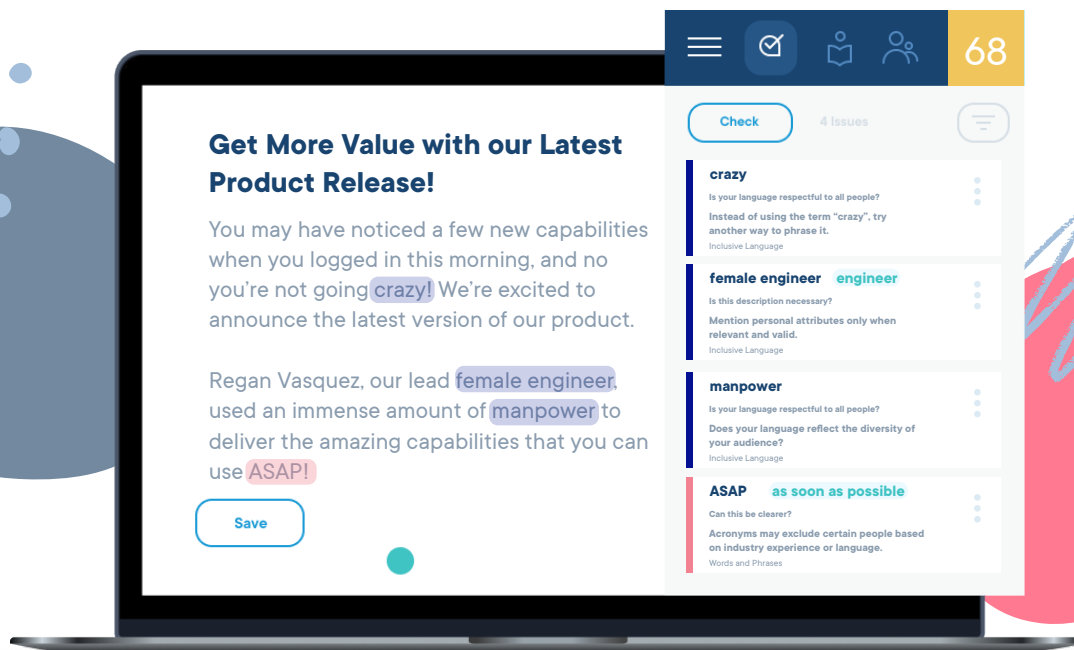 Get More Value with our Latest
Product Release!
You may have noticed a few new capabilities
when you logged in this morning, and no
you’re not going crazy! We’re excited to
announce the latest version of our product.
Regan Vasquez, our lead female engineer,
used an immense amount of manpower to
deliver the amazing capabilities that you can
use ASAP!
Save
68
Check
4 Issues
crazy
Is your language respectful to all people?
Instead of using the term “crazy”, try
another way to phrase it.
Inclusive Language
female engineer engineer
Is this description necessary?
Mention personal attributes only when
relevant and valid.
Inclusive Language
manpower
Is your language respectful to all people?
Does your language reflect the diversity of
your audience?
Inclusive Language
ASAP as soon as possible
Can this be clearer?
Acronyms may exclude certain people based
on industry experience or language.
Words and Phrases